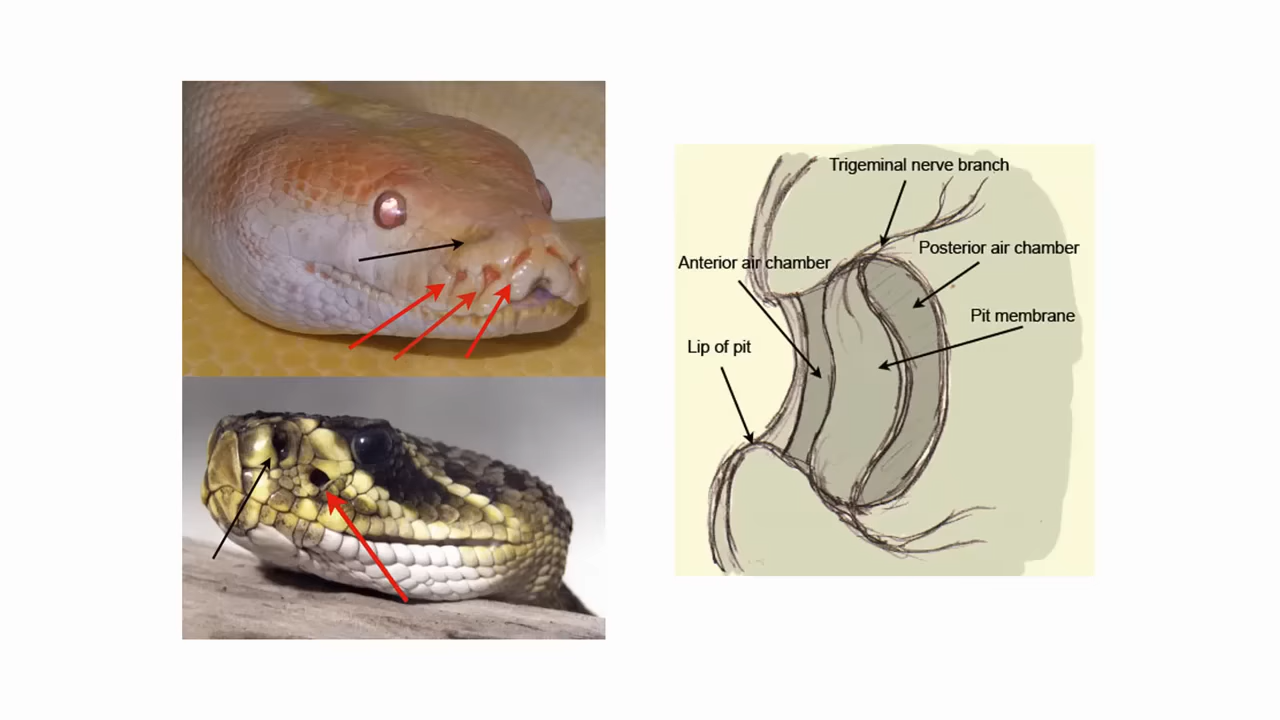 Trigeminal nerve branch
Posterior air chamber
Anterior air chamber
Pit membrane
Lip of pit